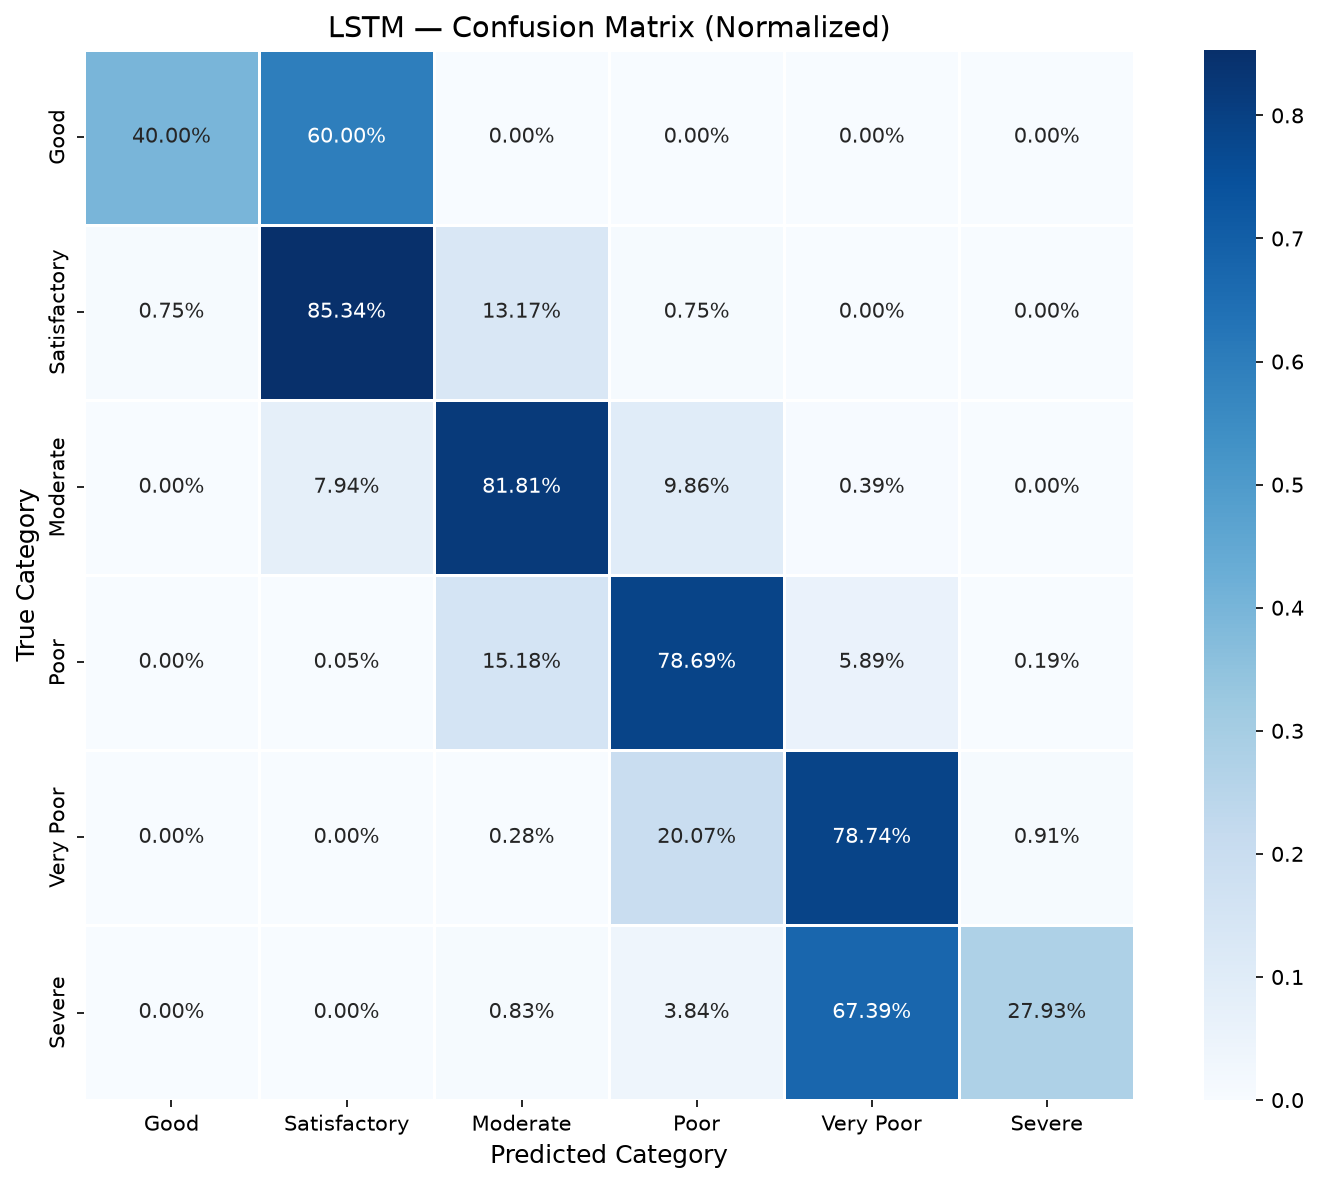 LSTM — Confusion Matrix (Normalized)
True Category
Good
40.00% 60.00% 0.00% 0.00% 0.00% 0.00%
Satisfactory
0.75% 85.34% 13.17% 0.75% 0.00% 0.00%
Moderate
0.00% 7.94% 81.81% 9.86% 0.39% 0.00%
Poor
0.00% 0.05% 15.18% 78.69% 5.89% 0.19%
Very Poor
0.00% 0.00% 0.28% 20.07% 78.74% 0.91%
Severe
0.00% 0.00% 0.83% 3.84% 67.39% 27.93%
Good Satisfactory Moderate Poor Very Poor Severe
Predicted Category
0.8
0.7
0.6
0.5
0.4
0.3
0.2
0.1
0.0